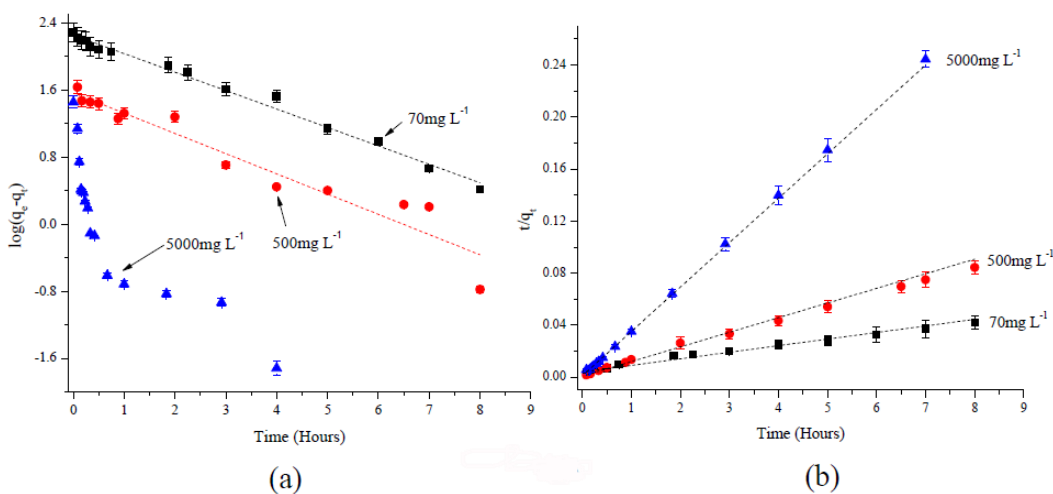 2.4
1.6
0.8
0.0
-0.8
-1.6
log(qₑ-qₜ)
70mg L⁻¹
500mg L⁻¹
5000mg L⁻¹
0 1 2 3 4 5 6 7 8 9
Time (Hours)
(a)
0.24
0.20
0.16
0.12
0.08
0.04
0.00
t/qₜ
5000mg L⁻¹
500mg L⁻¹
70mg L⁻¹
0 1 2 3 4 5 6 7 8 9
Time (Hours)
(b)